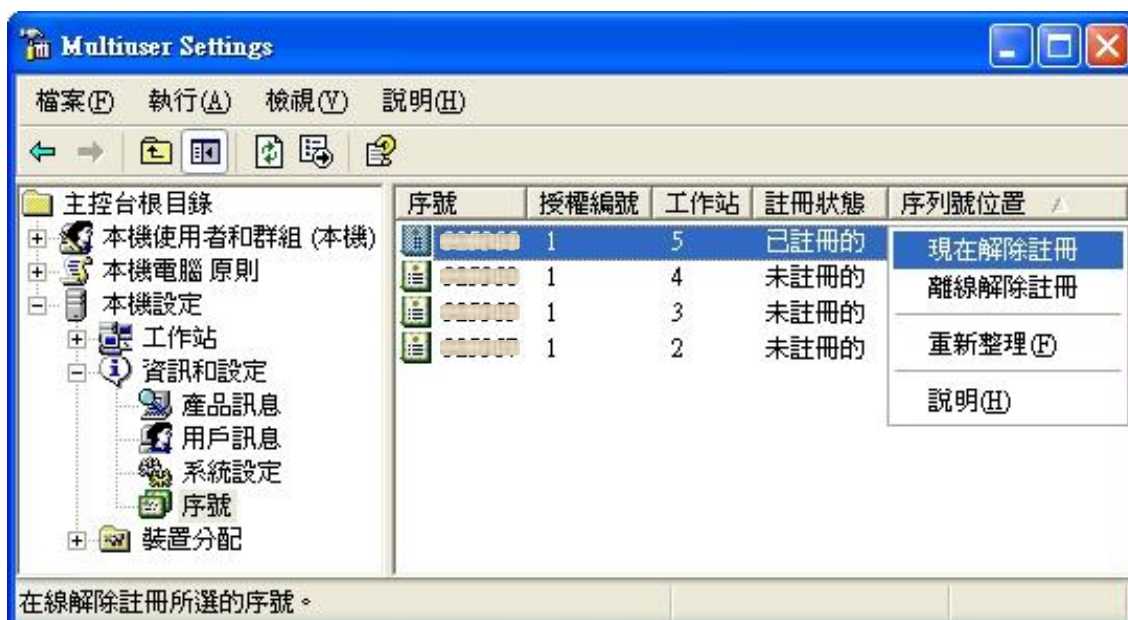 Multiuser Settings
檔案(F) 執行(A) 檢視(V) 說明(H)
主控台根目錄
本機使用者和群組 (本機)
本機電腦 原則
本機設定
工作站
資訊和設定
產品訊息
用戶訊息
系統設定
序號
裝置分配
序號 授權編號 工作站 註冊狀態 序列號位置
1 5 已註冊的
1 4 未註冊的
1 3 未註冊的
1 2 未註冊的
現在解除註冊
離線解除註冊
重新整理(F)
說明(H)
在線解除註冊所選的序號。